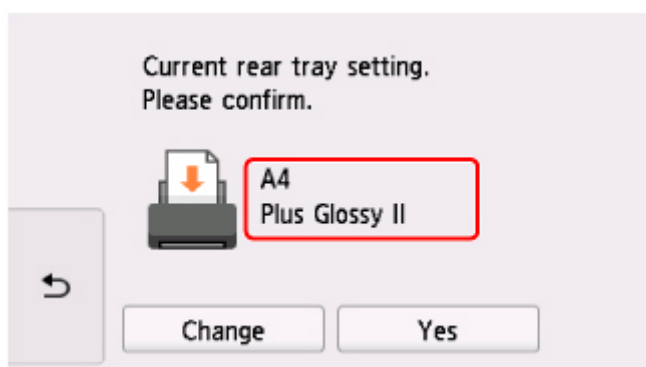 Current rear tray setting.
Please confirm.
A4
Plus Glossy II
Change
Yes